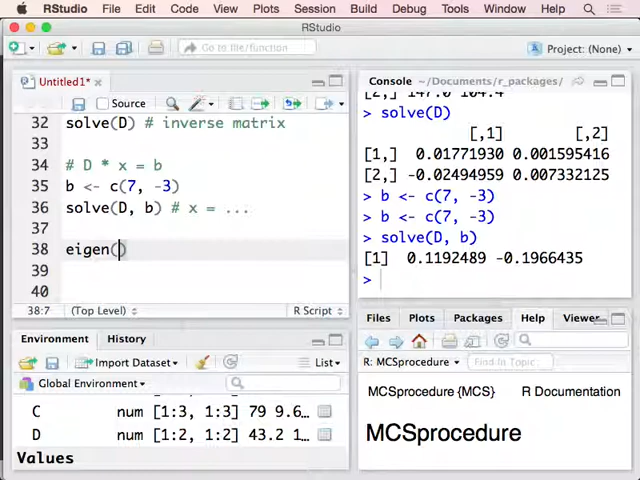 RStudio File Edit Code View Plots Session Build Debug Tools Window Help
RStudio
Go to file/function Project: (None)
Untitled1*
Source
32 solve(D) # inverse matrix
33
34 # D * x = b
35 b <- c(7, -3)
36 solve(D, b) # x = ...
37
38 eigen()
39
40
38:7 (Top Level) R Script
Environment History
Import Dataset List
Global Environment
C num [1:3, 1:3] 79 9.6…
D num [1:2, 1:2] 43.2 1…
Values
Console ~/Documents/r_packages/
[2,] 147.0 104.4
> solve(D)
[,1] [,2]
[1,] 0.01771930 0.001595416
[2,] -0.02494959 0.007332125
> b <- c(7, -3)
> b <- c(7, -3)
> solve(D, b)
[1] 0.1192489 -0.1966435
>
Files Plots Packages Help Viewer
R: MCSprocedure Find in Topic
MCSprocedure {MCS} R Documentation
MCSprocedure